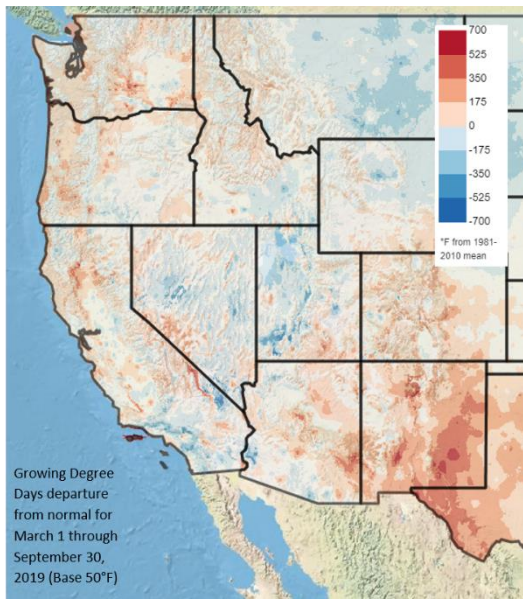 700
525
350
175
0
-175
-350
-525
-700
°F from 1981-
2010 mean
Growing Degree
Days departure
from normal for
March 1 through
September 30,
2019 (Base 50°F)